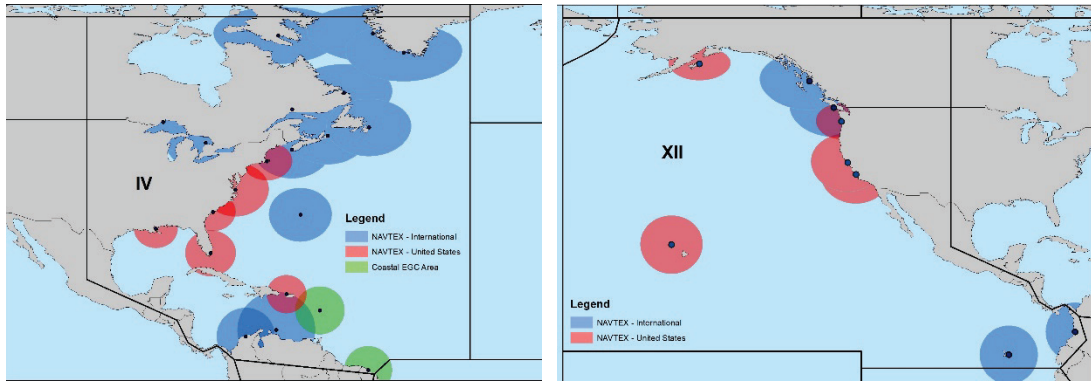 IV
Legend
NAVTEX - International
NAVTEX - United States
Coastal EGC Area
XII
Legend
NAVTEX - International
NAVTEX - United States